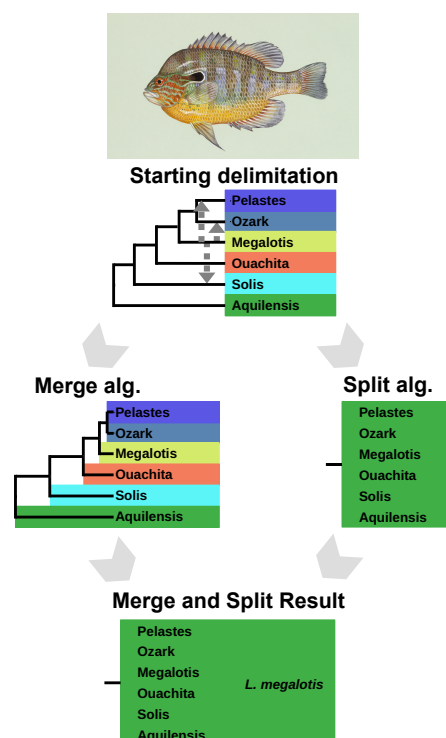 Starting delimitation
Pelastes
Ozark
Megalotis
Ouachita
Solis
Aquilensis
Merge alg.
Pelastes
Ozark
Megalotis
Ouachita
Solis
Aquilensis
Split alg.
Pelastes
Ozark
Megalotis
Ouachita
Solis
Aquilensis
Merge and Split Result
Pelastes
Ozark
Megalotis
Ouachita
Solis
Aquilensis
L. megalotis